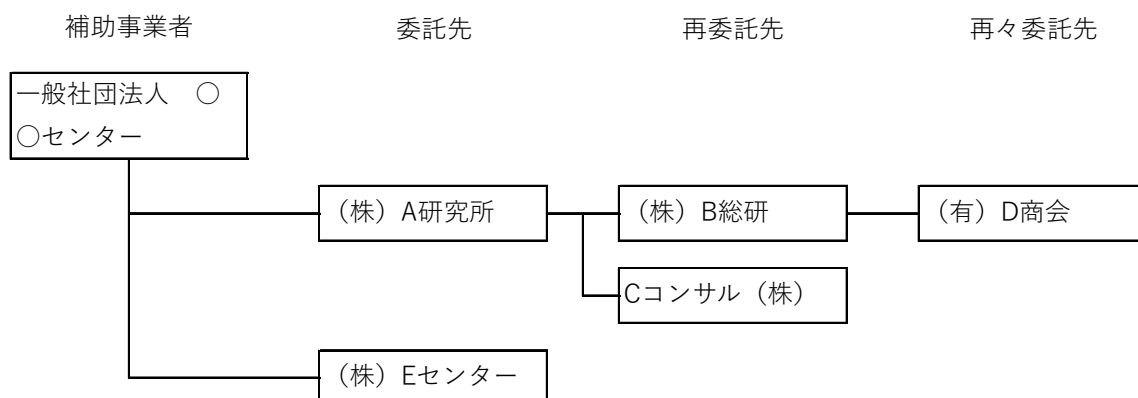 補助事業者 委託先 再委託先 再々委託先
一般社団法人　○
○センター
（株）A研究所 （株）B総研 （有）D商会
Cコンサル（株）
（株）Eセンター